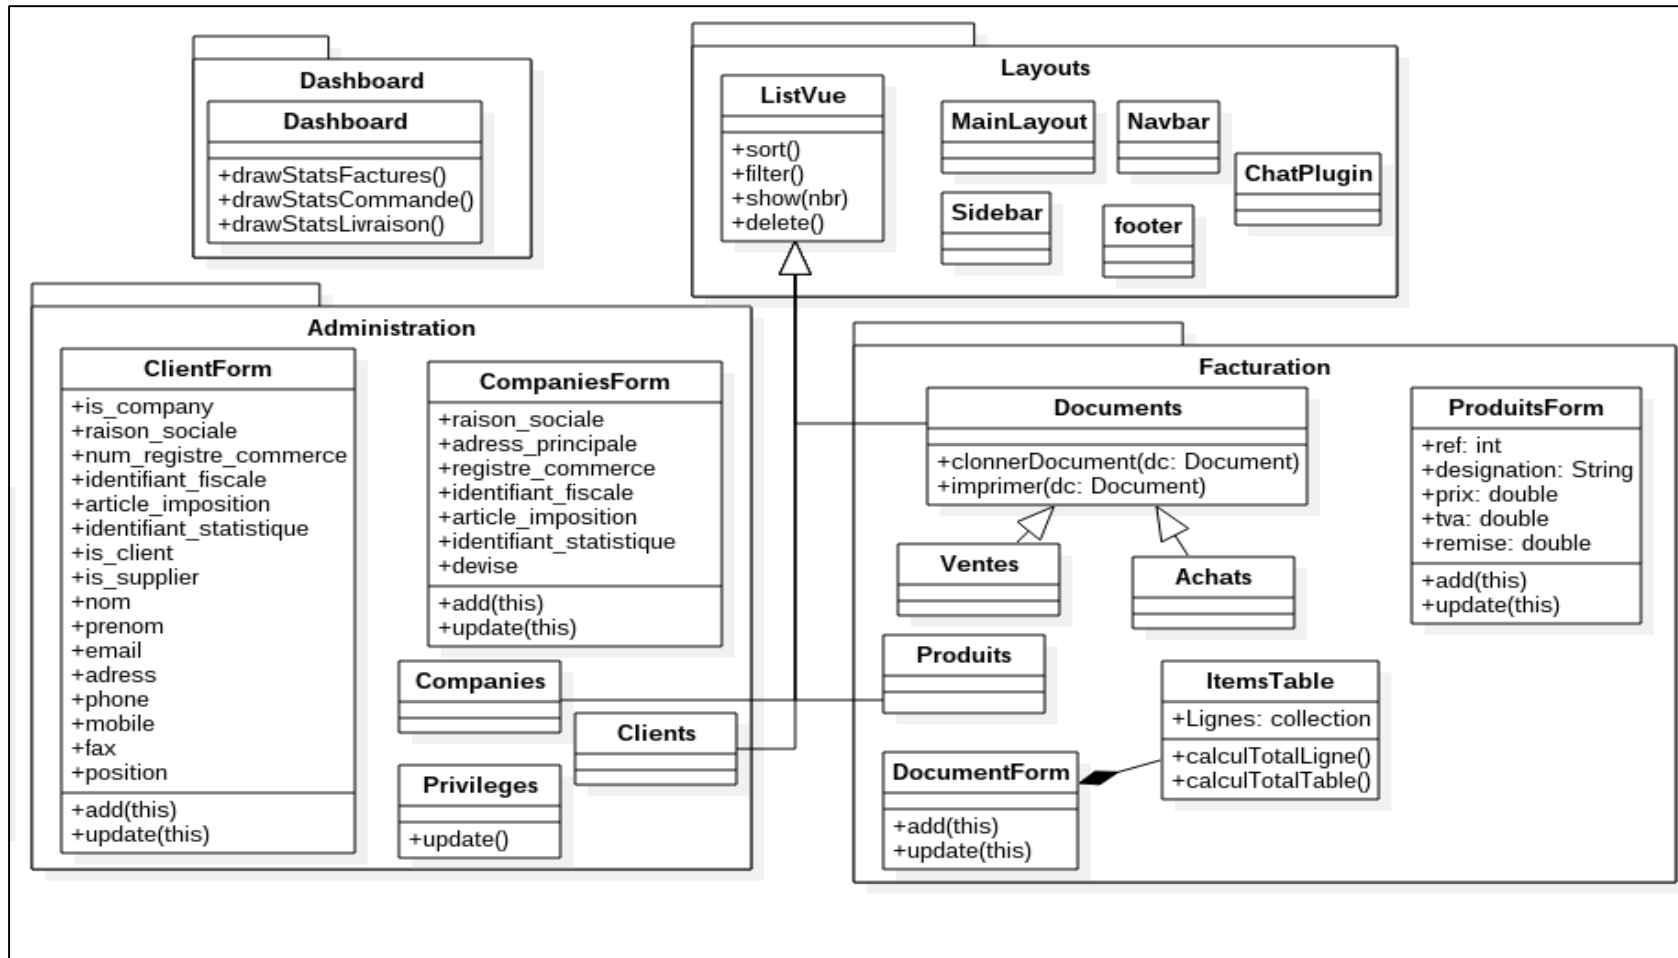 Dashboard
Dashboard
+drawStatsFactures()
+drawStatsCommande()
+drawStatsLivraison()
Layouts
ListVue
+sort()
+filter()
+show(nbr)
+delete()
MainLayout
Navbar
ChatPlugin
Sidebar
footer
Administration
ClientForm
+is_company
+raison_sociale
+num_registre_commerce
+identifiant_fiscale
+article_imposition
+identifiant_statistique
+is_client
+is_supplier
+nom
+prenom
+email
+adress
+phone
+mobile
+fax
+position
+add(this)
+update(this)
CompaniesForm
+raison_sociale
+adress_principale
+registre_commerce
+identifiant_fiscale
+article_imposition
+identifiant_statistique
+devise
+add(this)
+update(this)
Companies
Clients
Privileges
+update()
Facturation
Documents
+clonnerDocument(dc: Document)
+imprimer(dc: Document)
Ventes
Achats
ProduitsForm
+ref: int
+designation: String
+prix: double
+tva: double
+remise: double
+add(this)
+update(this)
Produits
ItemsTable
+Lignes: collection
+calculTotalLigne()
+calculTotalTable()
DocumentForm
+add(this)
+update(this)